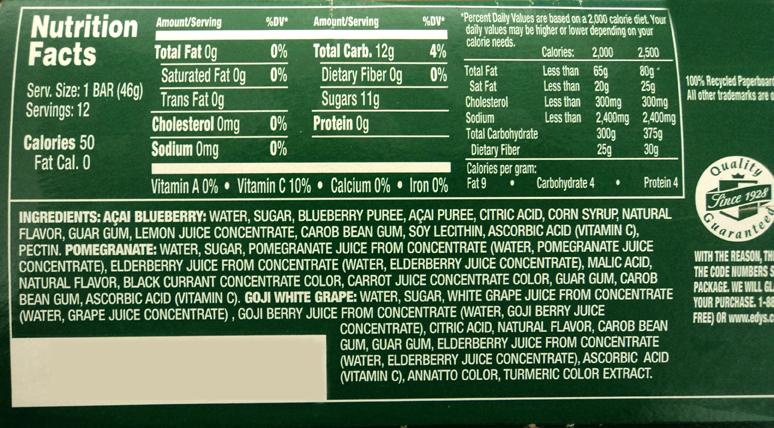 Nutrition
Facts
Serv. Size: 1 BAR (46g)
Servings: 12
Calories 50
Fat Cal. 0
Amount/Serving %DV*
Total Fat 0g 0%
Saturated Fat 0g 0%
Trans Fat 0g
Cholesterol 0mg 0%
Sodium 0mg 0%
Amount/Serving %DV*
Total Carb. 12g 4%
Dietary Fiber 0g 0%
Sugars 11g
Protein 0g
Vitamin A 0% • Vitamin C 10% • Calcium 0% • Iron 0%
*Percent Daily Values are based on a 2,000 calorie diet. Your
daily values may be higher or lower depending on your
calorie needs.
Calories: 2,000 2,500
Total Fat Less than 65g 80g
Sat Fat Less than 20g 25g
Cholesterol Less than 300mg 300mg
Sodium Less than 2,400mg 2,400mg
Total Carbohydrate 300g 375g
Dietary Fiber 25g 30g
Calories per gram:
Fat 9 • Carbohydrate 4 • Protein 4
INGREDIENTS: AÇAI BLUEBERRY: WATER, SUGAR, BLUEBERRY PUREE, AÇAI PUREE, CITRIC ACID, CORN SYRUP, NATURAL
FLAVOR, GUAR GUM, LEMON JUICE CONCENTRATE, CAROB BEAN GUM, SOY LECITHIN, ASCORBIC ACID (VITAMIN C),
PECTIN. POMEGRANATE: WATER, SUGAR, POMEGRANATE JUICE FROM CONCENTRATE (WATER, POMEGRANATE JUICE
CONCENTRATE), ELDERBERRY JUICE FROM CONCENTRATE (WATER, ELDERBERRY JUICE CONCENTRATE), MALIC ACID,
NATURAL FLAVOR, BLACK CURRANT CONCENTRATE COLOR, CARROT JUICE CONCENTRATE COLOR, GUAR GUM, CAROB
BEAN GUM, ASCORBIC ACID (VITAMIN C). GOJI WHITE GRAPE: WATER, SUGAR, WHITE GRAPE JUICE FROM CONCENTRATE
(WATER, GRAPE JUICE CONCENTRATE) , GOJI BERRY JUICE FROM CONCENTRATE (WATER, GOJI BERRY JUICE
CONCENTRATE), CITRIC ACID, NATURAL FLAVOR, CAROB BEAN
GUM, GUAR GUM, ELDERBERRY JUICE FROM CONCENTRATE
(WATER, ELDERBERRY JUICE CONCENTRATE), ASCORBIC ACID
(VITAMIN C), ANNATTO COLOR, TURMERIC COLOR EXTRACT.
100% Recycled Paperboard
All other trademarks are
Quality
Since 1928
Guarantee
WITH THE REASON,
THE CODE NUMBERS
PACKAGE. WE WILL
YOUR PURCHASE.
FREE) OR www.edys.